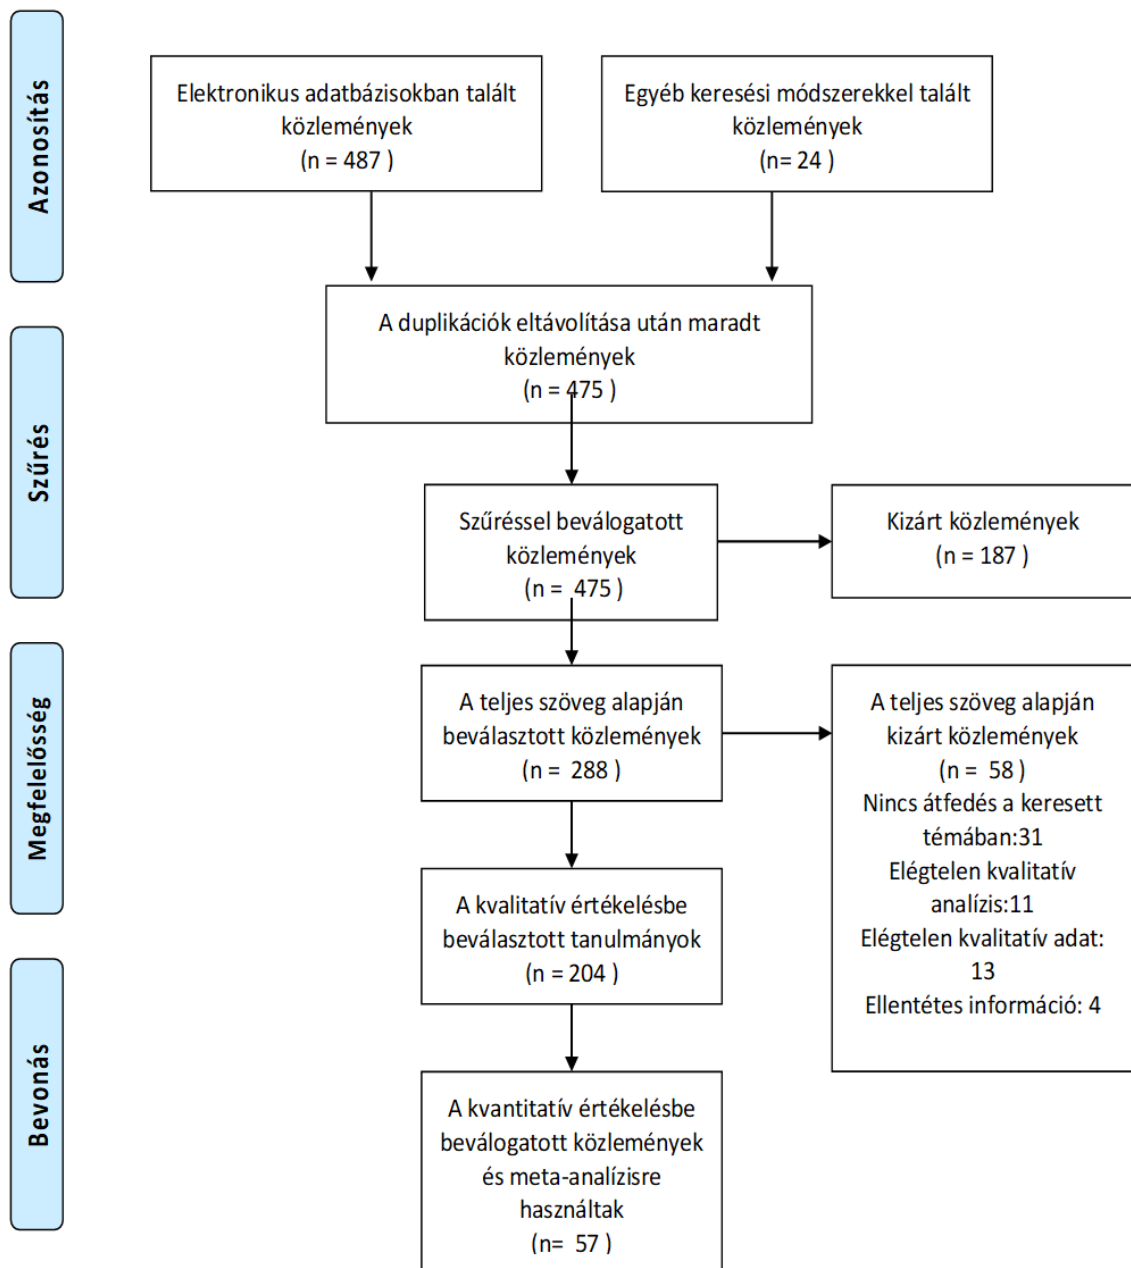 Azonosítás
Elektronikus adatbázisokban talált
közlemények
(n = 487 )
Egyéb keresési módszerekkel talált
közlemények
(n= 24 )
A duplikációk eltávolítása után maradt
közlemények
(n = 475 )
Szűrés
Szűréssel beválogatott
közlemények
(n =  475 )
Kizárt közlemények
(n = 187 )
Megfelelősség
A teljes szöveg alapján
beválasztott közlemények
(n =  288 )
A teljes szöveg alapján
kizárt közlemények
(n =  58 )
Nincs átfedés a keresett
témában:31
Elégtelen kvalitatív
analízis:11
Elégtelen kvalitatív adat:
13
Ellentétes információ: 4
A kvalitatív értékelésbe
beválasztott tanulmányok
(n = 204 )
Bevonás
A kvantitatív értékelésbe
beválogatott közlemények
és meta-analízisre
használtak
(n=  57 )